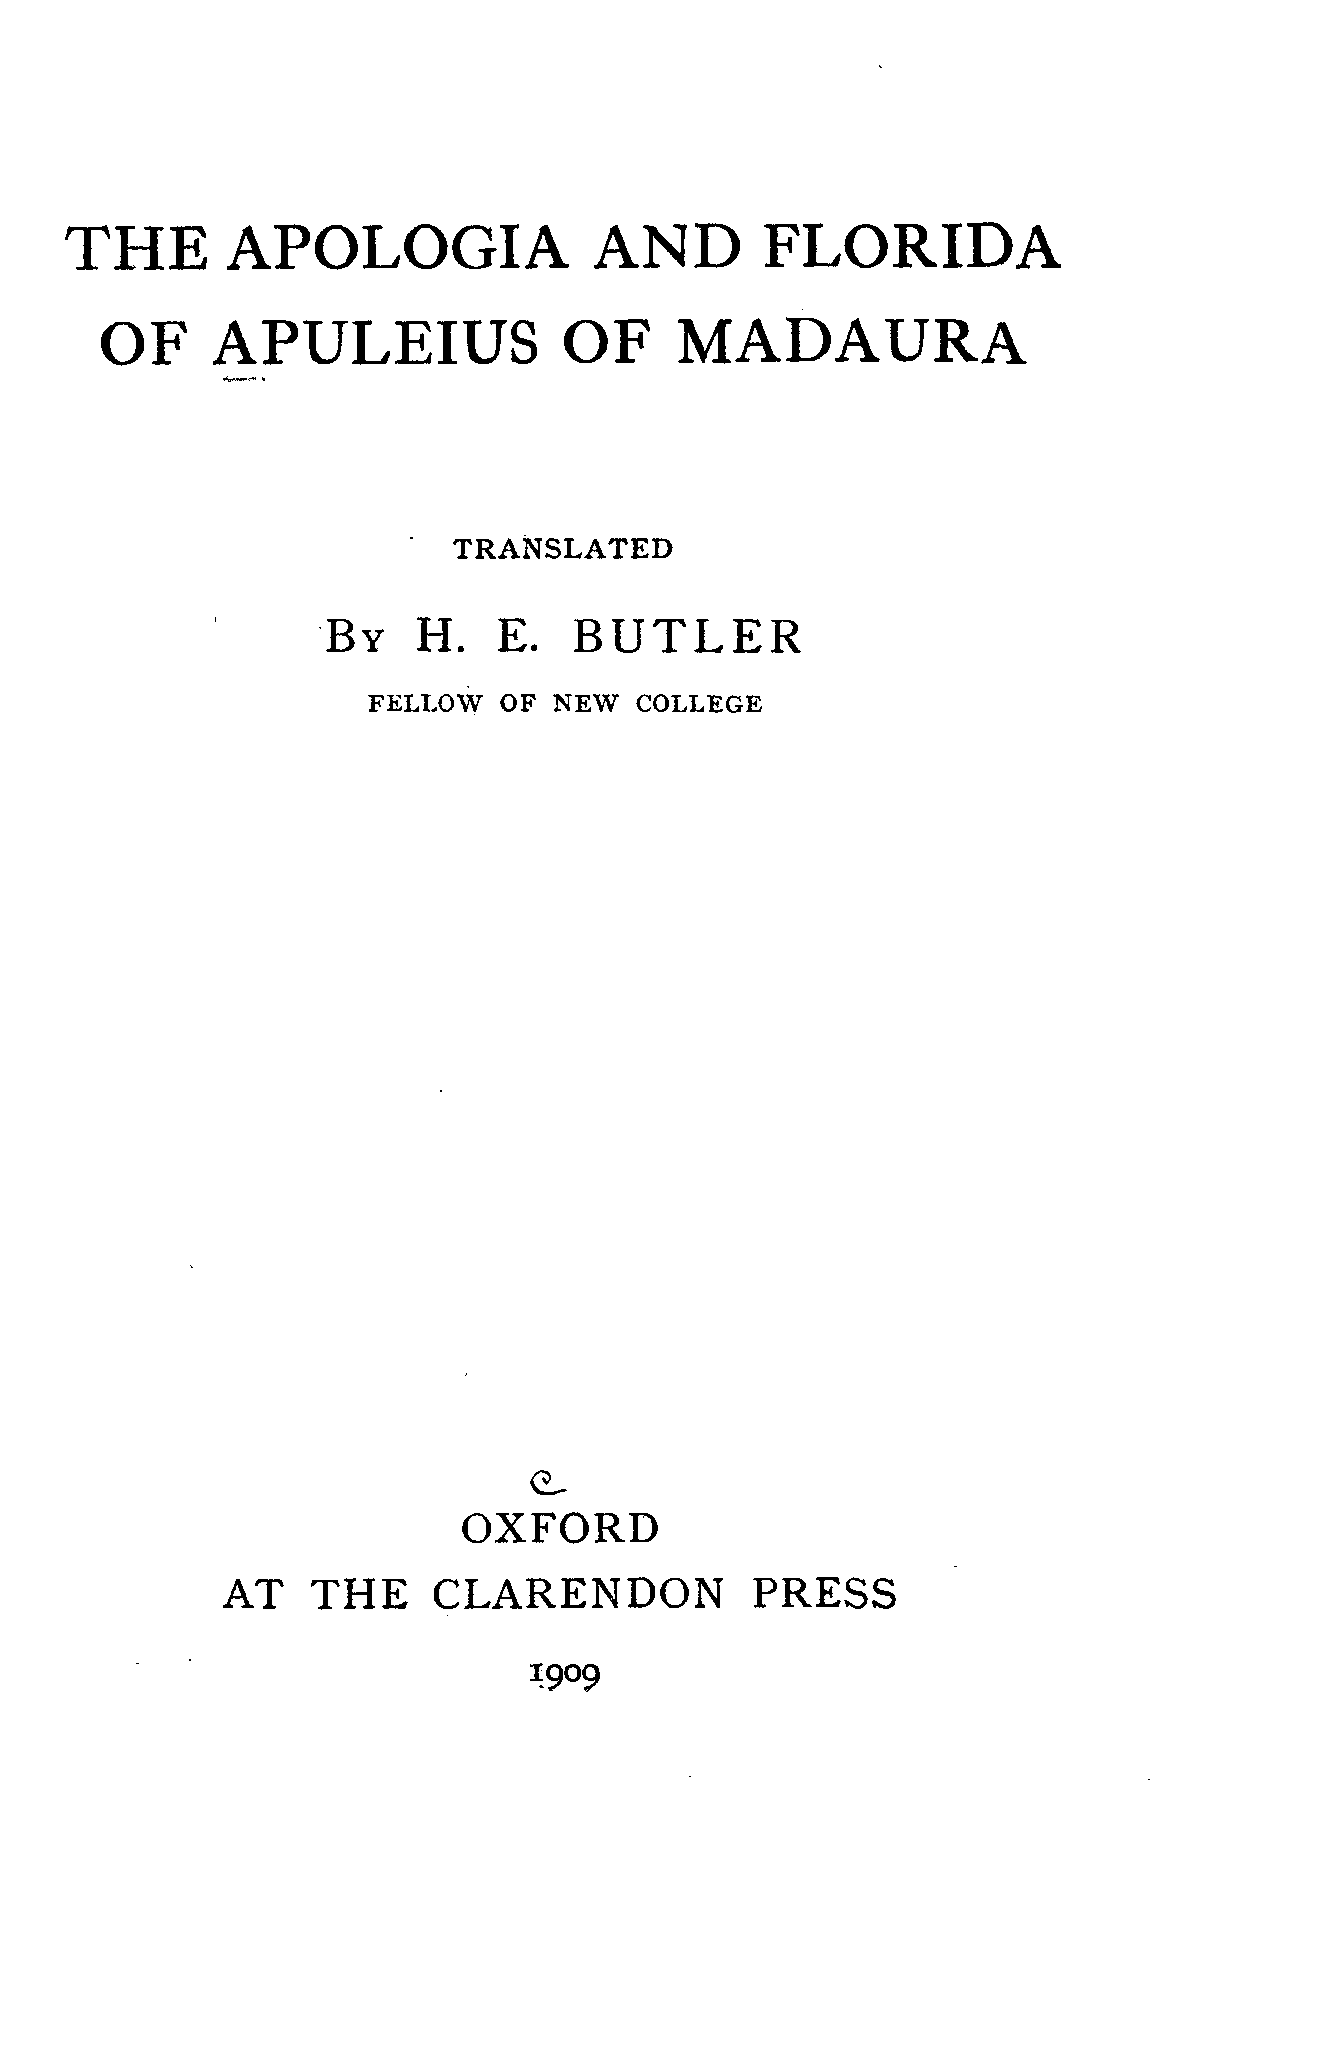 THE APOLOGIA AND FLORIDA
OF APULEIUS OF MADAURA
TRANSLATED
BY H. E. BUTLER
FELLOW OF NEW COLLEGE
OXFORD
AT THE CLARENDON PRESS
1909